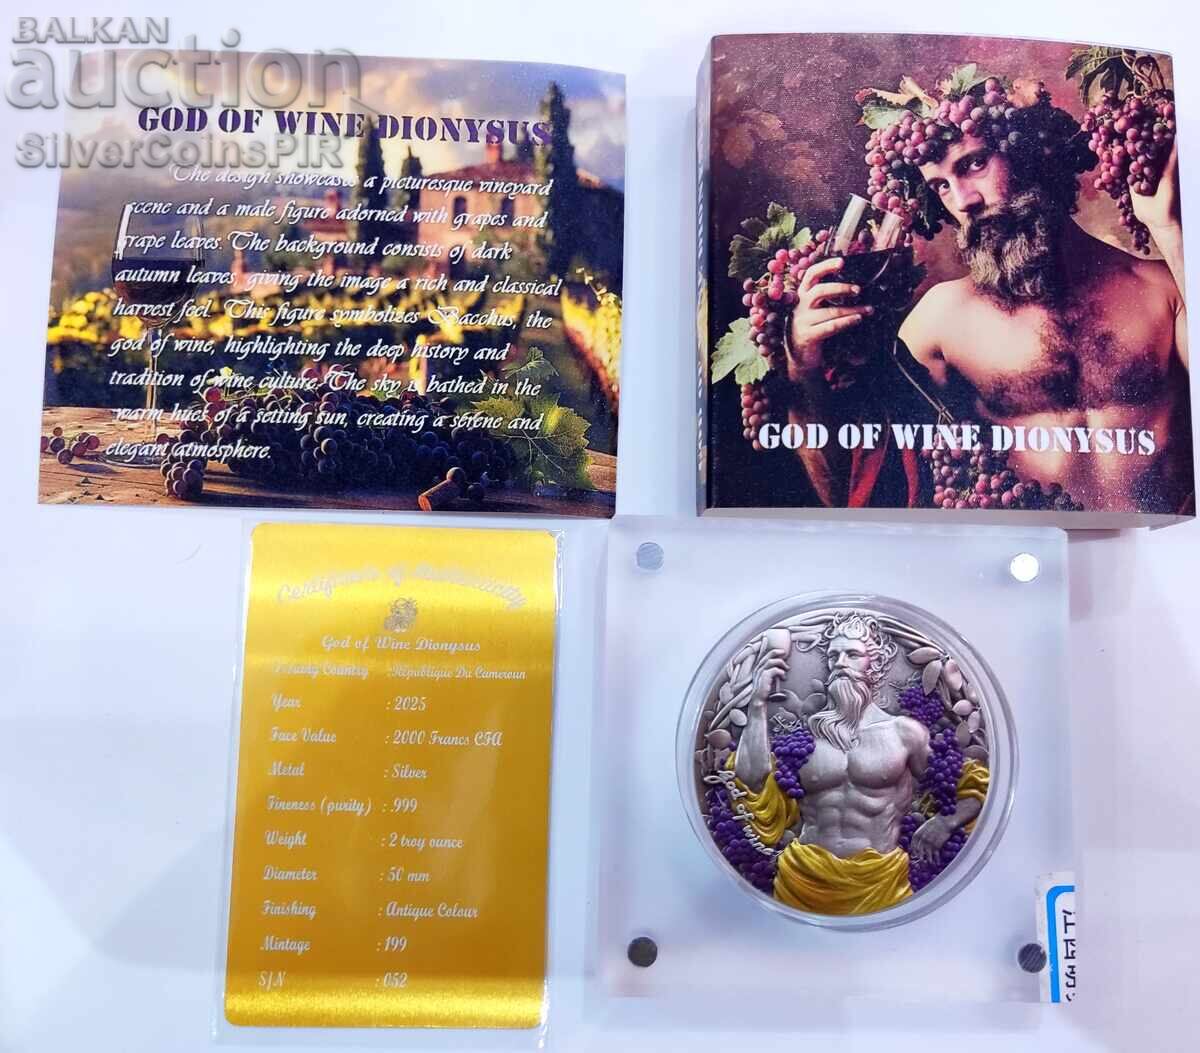 BALKAN
auction
SilverCoinsPIR
GOD OF WINE DIONYSUS
The design showcases a picturesque vineyard
scene and a male figure adorned with grapes and
grape leaves. The background consists of dark
autumn leaves, giving the image a rich and classical
harvest feel. This figure symbolizes Bacchus, the
god of wine, highlighting the deep history and
tradition of wine culture. The sky is bathed in the
warm hues of a setting sun, creating a serene and
elegant atmosphere.
GOD OF WINE DIONYSUS
Certificate of Authenticity
God of Wine Dionysus
Issuing Country : République Du Cameroun
Year : 2025
Face Value : 2000 Francs CFA
Metal : Silver
Fineness (purity) : .999
Weight : 2 troy ounce
Diameter : 50 mm
Finishing : Antique Colour
Mintage : 199
S/N : 052
god of wine